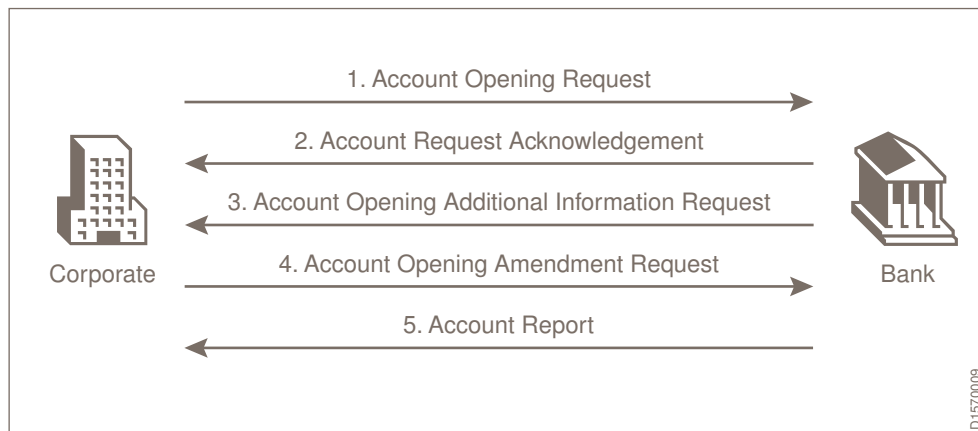 1. Account Opening Request
2. Account Request Acknowledgement
3. Account Opening Additional Information Request
4. Account Opening Amendment Request
Corporate
Bank
5. Account Report
D1570009